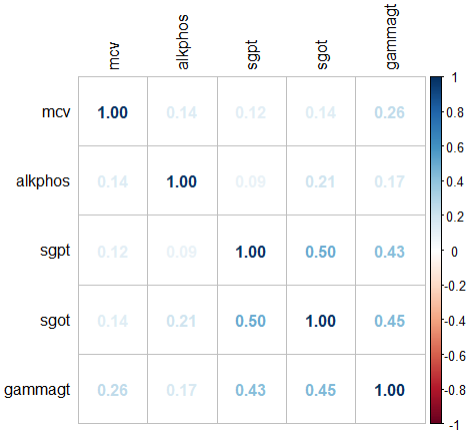 mcv alkphos sgpt sgot gammagt
mcv 1.00 0.14 0.12 0.14 0.26
alkphos 0.14 1.00 0.09 0.21 0.17
sgpt 0.12 0.09 1.00 0.50 0.43
sgot 0.14 0.21 0.50 1.00 0.45
gammagt 0.26 0.17 0.43 0.45 1.00
1
0.8
0.6
0.4
0.2
0
-0.2
-0.4
-0.6
-0.8
-1